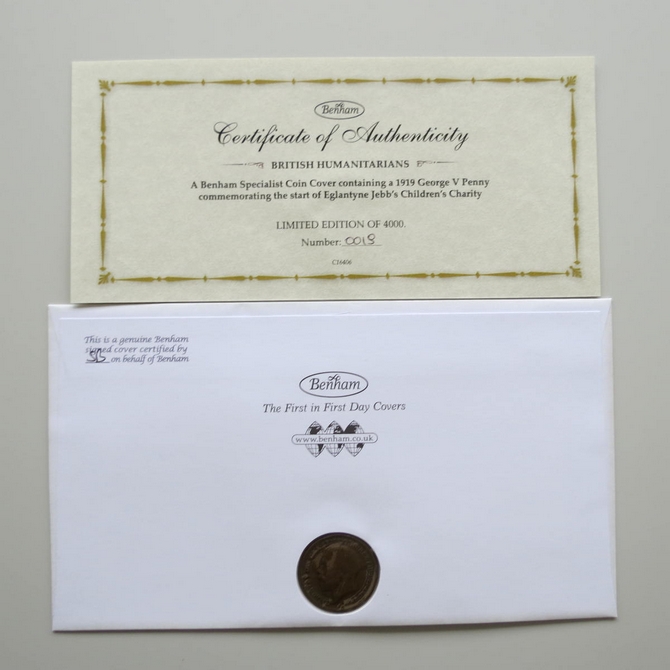 Benham
Certificate of Authenticity
BRITISH HUMANITARIANS
A Benham Specialist Coin Cover containing a 1919 George V Penny
commemorating the start of Eglantyne Jebb's Children's Charity
LIMITED EDITION OF 4000.
Number: 0018
C16406
This is a genuine Benham
signed cover certified by
SB on behalf of Benham
Benham
The First in First Day Covers
www.benham.co.uk